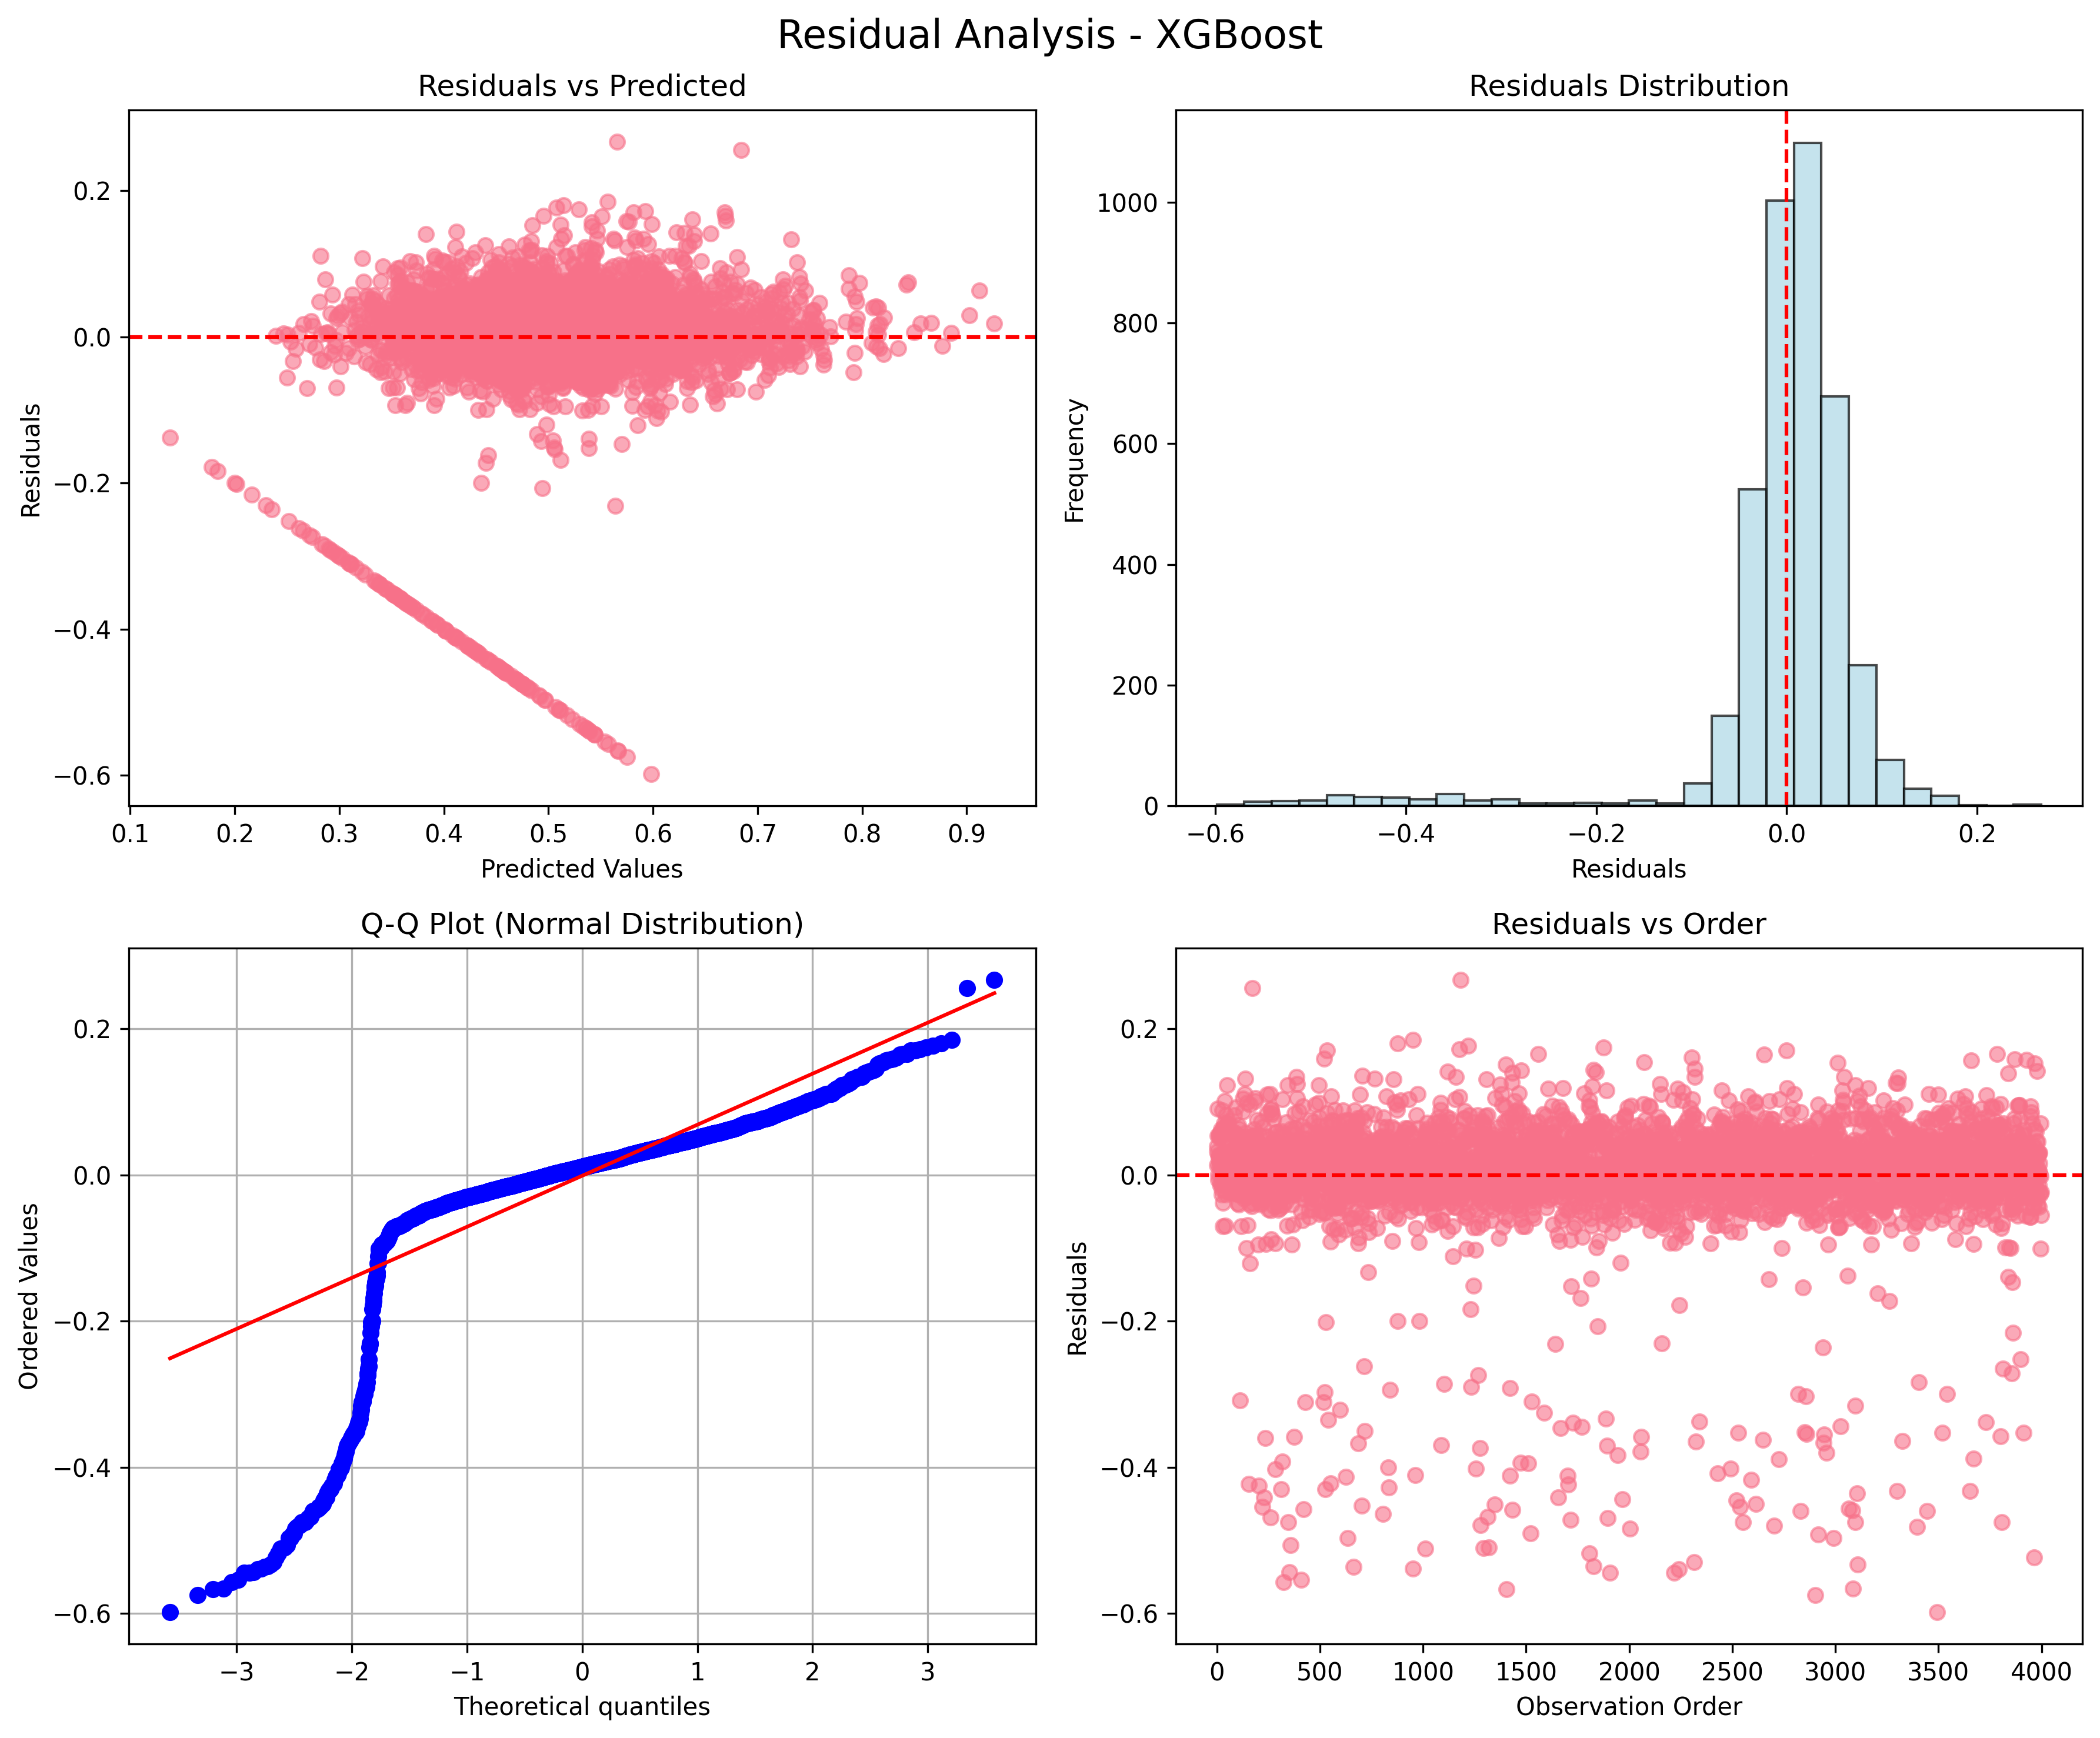 Residual Analysis - XGBoost
Residuals vs Predicted
Residuals
0.2
0.0
−0.2
−0.4
−0.6
0.1 0.2 0.3 0.4 0.5 0.6 0.7 0.8 0.9
Predicted Values
Residuals Distribution
Frequency
1000
800
600
400
200
0
−0.6 −0.4 −0.2 0.0 0.2
Residuals
Q-Q Plot (Normal Distribution)
Ordered Values
0.2
0.0
−0.2
−0.4
−0.6
−3 −2 −1 0 1 2 3
Theoretical quantiles
Residuals vs Order
Residuals
0.2
0.0
−0.2
−0.4
−0.6
0 500 1000 1500 2000 2500 3000 3500 4000
Observation Order